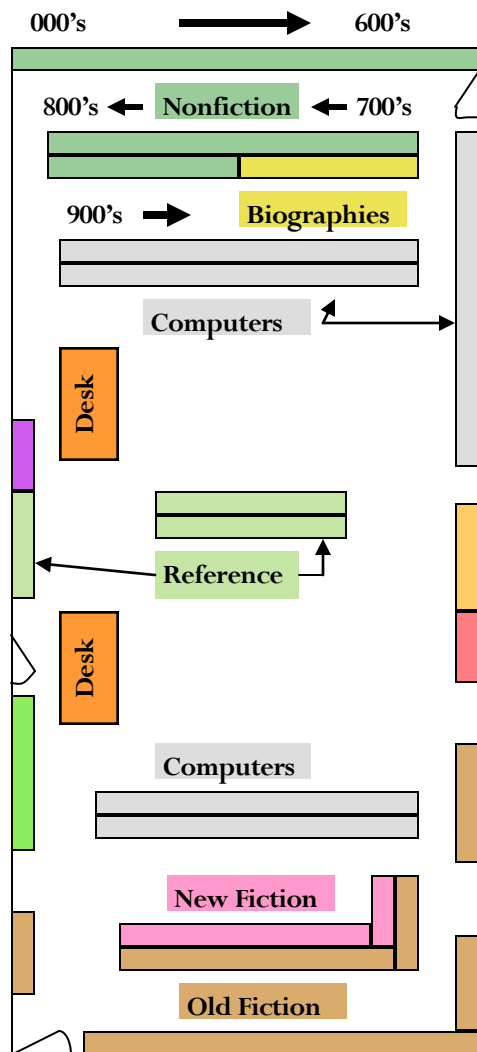 000's 600's
800's Nonfiction 700's
900's Biographies
Computers
Desk
Reference
Desk
Computers
New Fiction
Old Fiction